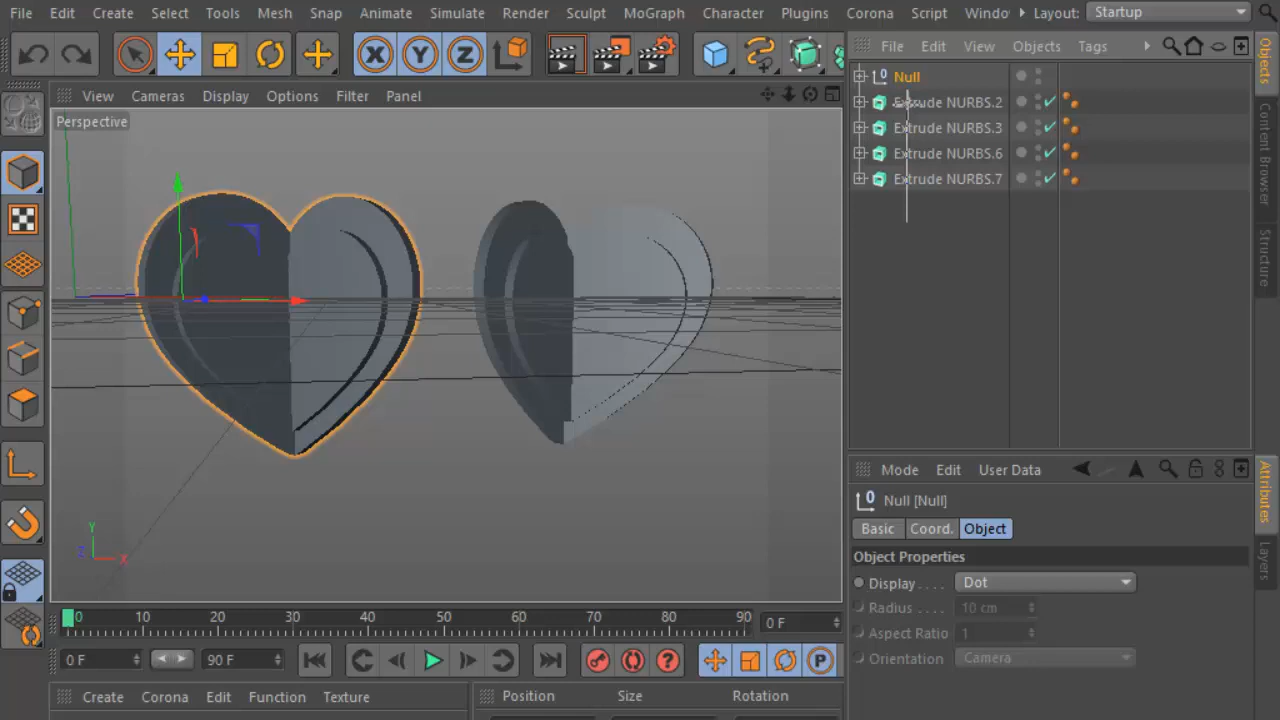 File Edit Create Select Tools Mesh Snap Animate Simulate Render Sculpt MoGraph Character Plugins Corona Script Windo Layout: Startup
X Y Z
File Edit View Objects Tags
View Cameras Display Options Filter Panel
Perspective
0 Null
Extrude NURBS.2
Extrude NURBS.3
Extrude NURBS.6
Extrude NURBS.7
Objects
Content Browser
Structure
Y
Z X
Mode Edit User Data
0 Null [Null]
Basic Coord. Object
Object Properties
Display . . . . Dot
Radius . . . . 10 cm
Aspect Ratio 1
Orientation Camera
Attributes
Layers
0 10 20 30 40 50 60 70 80 90 0 F
0 F 90 F ? P
Create Corona Edit Function Texture
Position Size Rotation